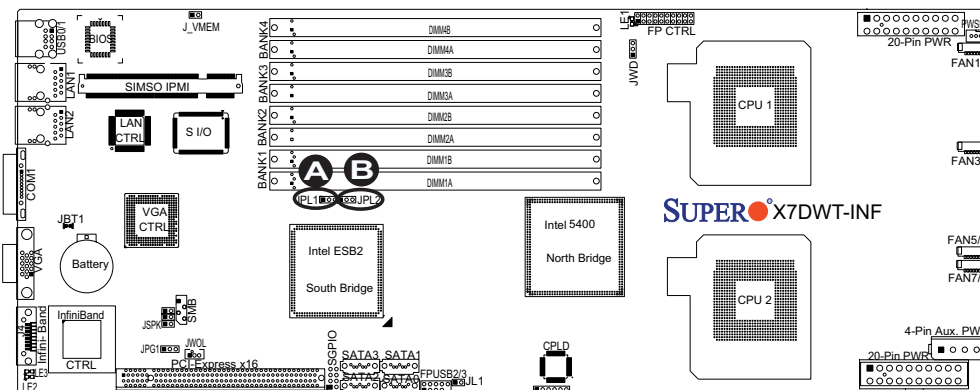 J_VMEM
USB0/1
BIOS
BANK4
DIMM4B
DIMM4A
BANK3
DIMM3B
DIMM3A
BANK2
DIMM2B
DIMM2A
BANK1
DIMM1B
DIMM1A
LE1
FP CTRL
JWD
20-Pin PWR
FAN1
LAN1
SIMSO IPMI
LAN2
LAN
CTRL
S I/O
CPU 1
FAN3
A
B
JPL1
JPL2
COM1
JBT1
VGA
CTRL
Battery
VGA
Intel ESB2
South Bridge
Intel 5400
North Bridge
SUPER X7DWT-INF
CPU 2
FAN5/
FAN7/
4-Pin Aux. PW
20-Pin PWR
J4
Infini- Band
InfiniBand
CTRL
SMB
JSPK
JPG1
JWOL
PCI-Express x16
SGPIO
SATA3
SATA1
SATA2
FPUSB2/3
JL1
CPLD
LE3
LE2